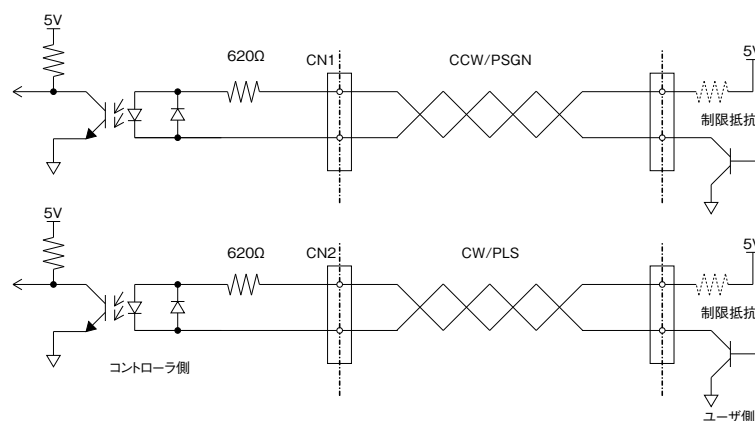 5V
620Ω
CN1
CCW/PSGN
5V
制限抵抗
5V
620Ω
CN2
CW/PLS
5V
制限抵抗
コントローラ側
ユーザ側